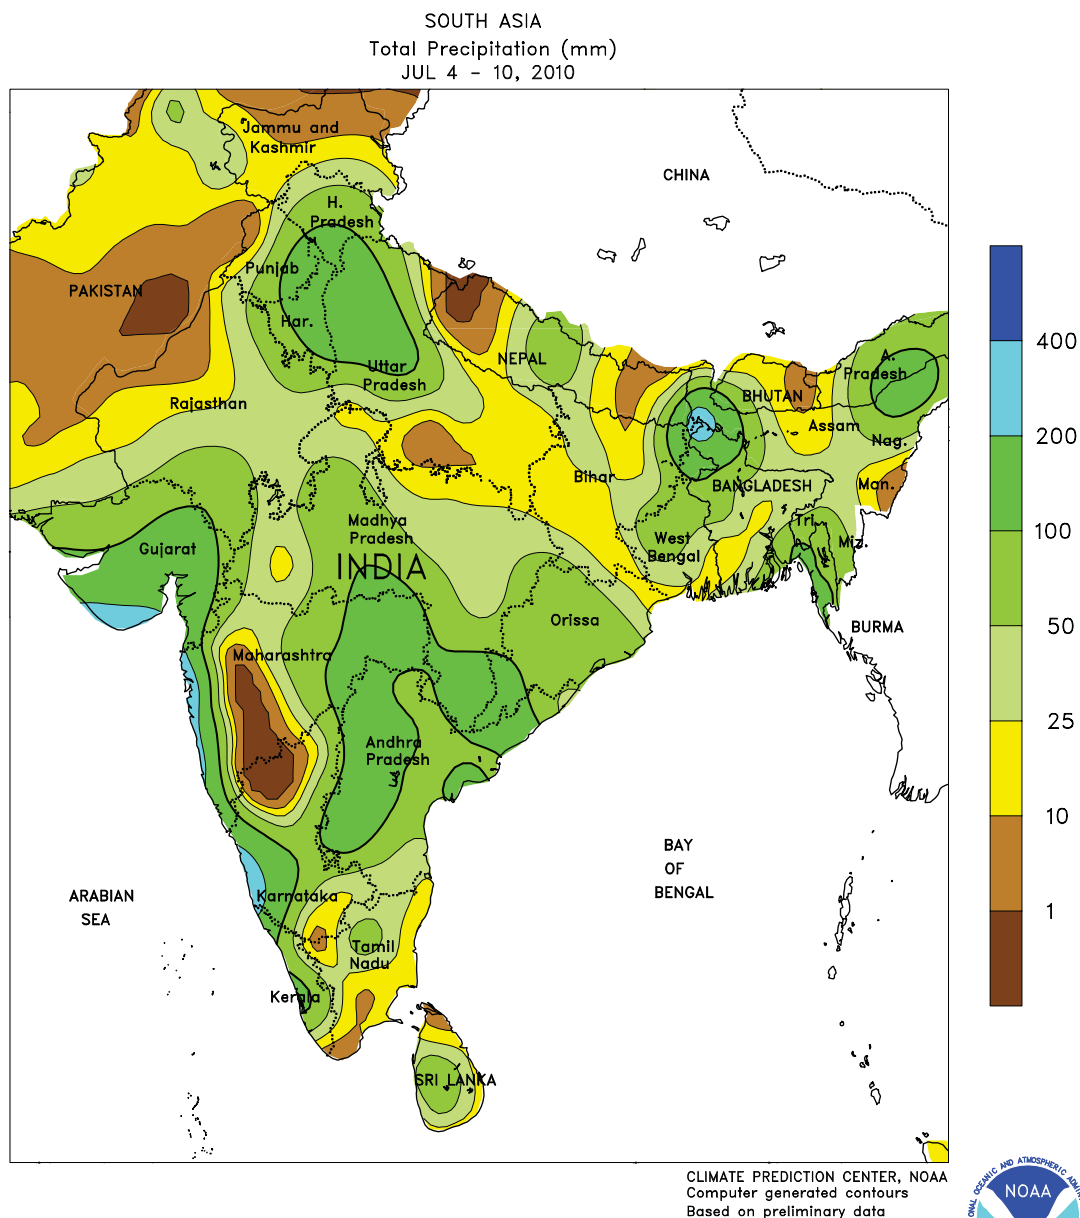 SOUTH ASIA
Total Precipitation (mm)
JUL 4 - 10, 2010
Jammu and
Kashmir
CHINA
H.
Pradesh
Punjab
PAKISTAN
Har.
NEPAL
Uttar
Pradesh
A.
Pradesh
BHUTAN
Rajasthan
Assam
Nag.
Bihar
BANGLADESH
Man.
Madhya
Pradesh
Tri.
West
Bengal
Miz.
Gujarat
INDIA
Orissa
BURMA
Maharashtra
Andhra
Pradesh
BAY
OF
BENGAL
ARABIAN
SEA
Karnataka
Tamil
Nadu
Kerala
SRI LANKA
400
200
100
50
25
10
1
CLIMATE PREDICTION CENTER, NOAA
Computer generated contours
Based on preliminary data
OCEANIC AND ATMOSPHERIC
NOAA